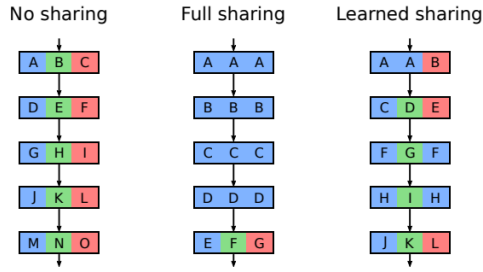 No sharing Full sharing Learned sharing
A B C A A A A A B
D E F B B B C D E
G H I C C C F G F
J K L D D D H I H
M N O E F G J K L